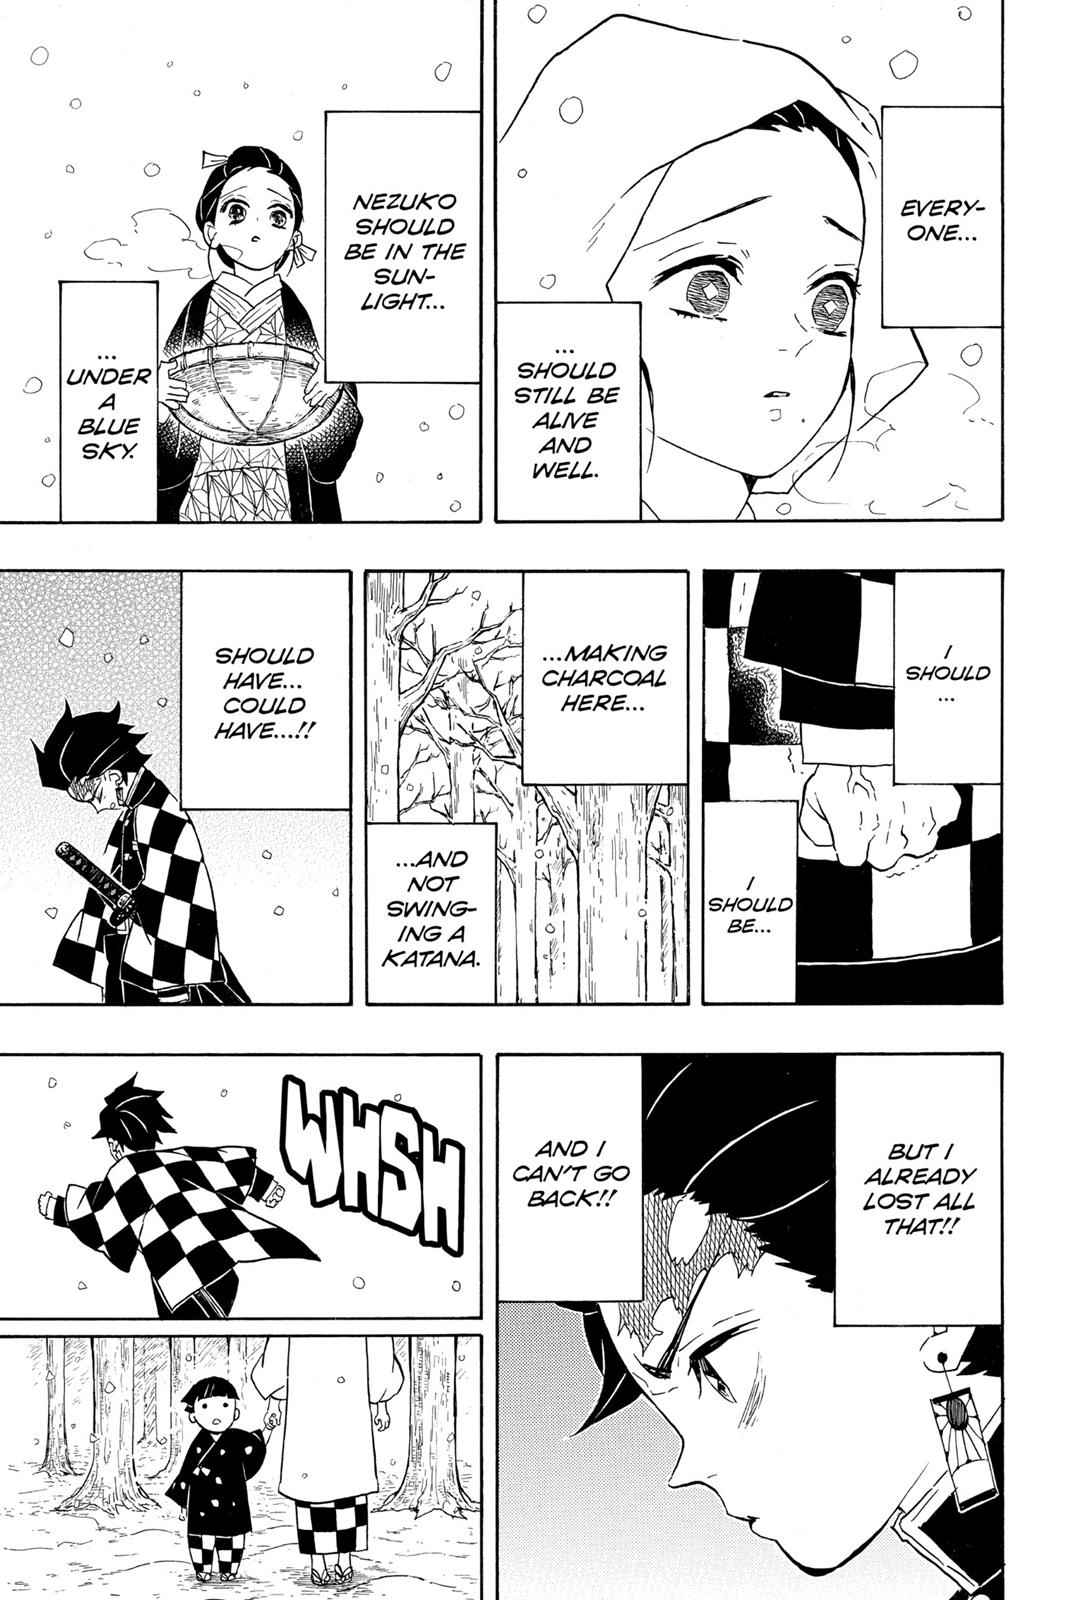 EVERY-
ONE...
...
SHOULD
STILL BE
ALIVE
AND
WELL.
NEZUKO
SHOULD
BE IN THE
SUN-
LIGHT...
...
UNDER
A
BLUE
SKY.
I
SHOULD
...
I
SHOULD
BE...
...MAKING
CHARCOAL
HERE...
...AND
NOT
SWING-
ING A
KATANA.
SHOULD
HAVE...
COULD
HAVE...!!
BUT I
ALREADY
LOST ALL
THAT!!
AND I
CAN'T GO
BACK!!
WHSH